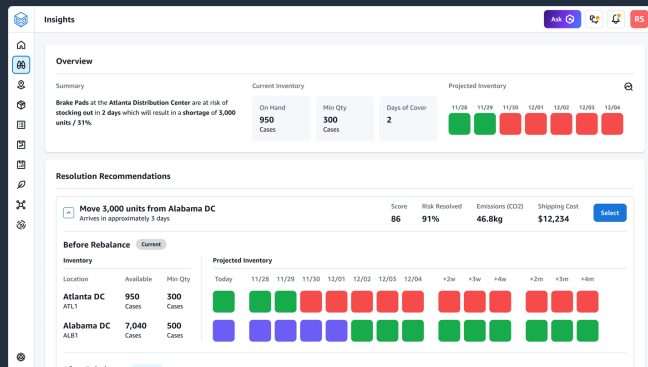 Insights
Ask
RS
Overview
Summary
Current Inventory
Projected Inventory
Brake Pads at the Atlanta Distribution Center are at risk of
stocking out in 2 days which will result in a shortage of 3,000
units / 31%.
On Hand
950
Cases
Min Qty
300
Cases
Days of Cover
2
11/28 11/29 11/30 12/01 12/02 12/03 12/04
Resolution Recommendations
Move 3,000 units from Alabama DC
Arrives in approximately 3 days
Score
86
Risk Resolved
91%
Emissions (CO2)
46.8kg
Shipping Cost
$12,234
Select
Before Rebalance Current
Inventory
Projected Inventory
Location Available Min Qty
Today 11/28 11/29 11/30 12/01 12/02 12/03 12/04 +2w +3w +4w +2m +3m +4m
Atlanta DC 950 300
ATL1 Cases Cases
Alabama DC 7,040 500
ALB1 Cases Cases